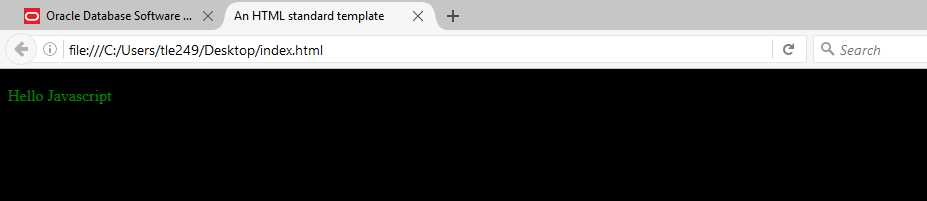 Oracle Database Software ...
An HTML standard template
file:///C:/Users/tle249/Desktop/index.html
Search
Hello Javascript